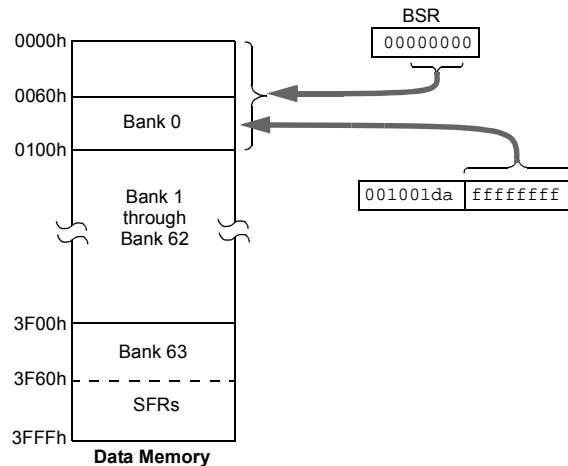 BSR
0000h
00000000
0060h
Bank 0
0100h
001001da ffffffff
Bank 1
through
Bank 62
3F00h
Bank 63
3F60h
SFRs
3FFFh
Data Memory